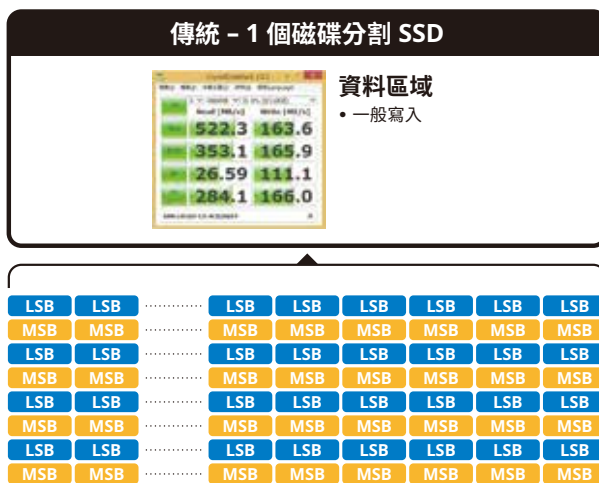 傳統 – 1 個磁碟分割 SSD
資料區域
• 一般寫入
Read [MB/s] Write [MB/s]
522.3 163.6
353.1 165.9
26.59 111.1
284.1 166.0
LSB LSB LSB LSB LSB LSB LSB LSB
MSB MSB MSB MSB MSB MSB MSB MSB
LSB LSB LSB LSB LSB LSB LSB LSB
MSB MSB MSB MSB MSB MSB MSB MSB
LSB LSB LSB LSB LSB LSB LSB LSB
MSB MSB MSB MSB MSB MSB MSB MSB
LSB LSB LSB LSB LSB LSB LSB LSB
MSB MSB MSB MSB MSB MSB MSB MSB